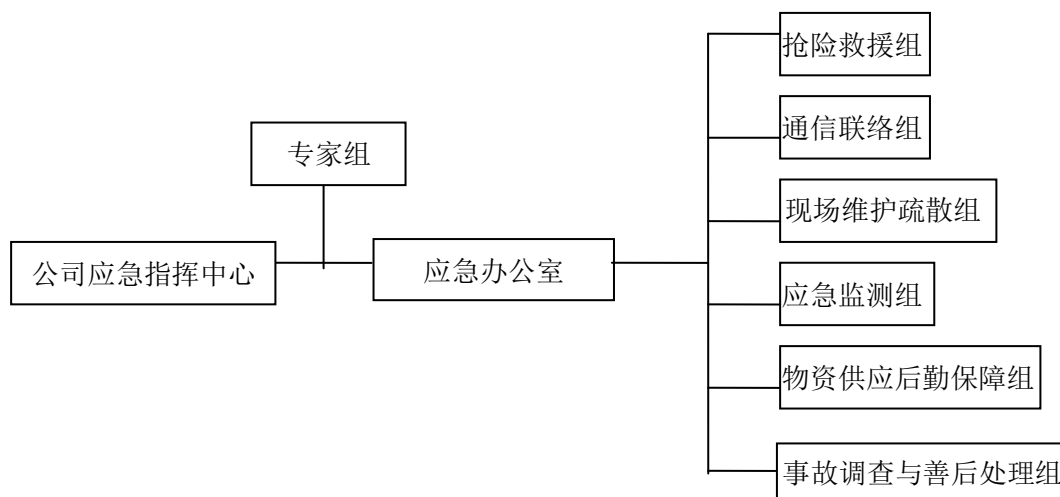 抢险救援组
通信联络组
专家组
现场维护疏散组
公司应急指挥中心
应急办公室
应急监测组
物资供应后勤保障组
事故调查与善后处理组